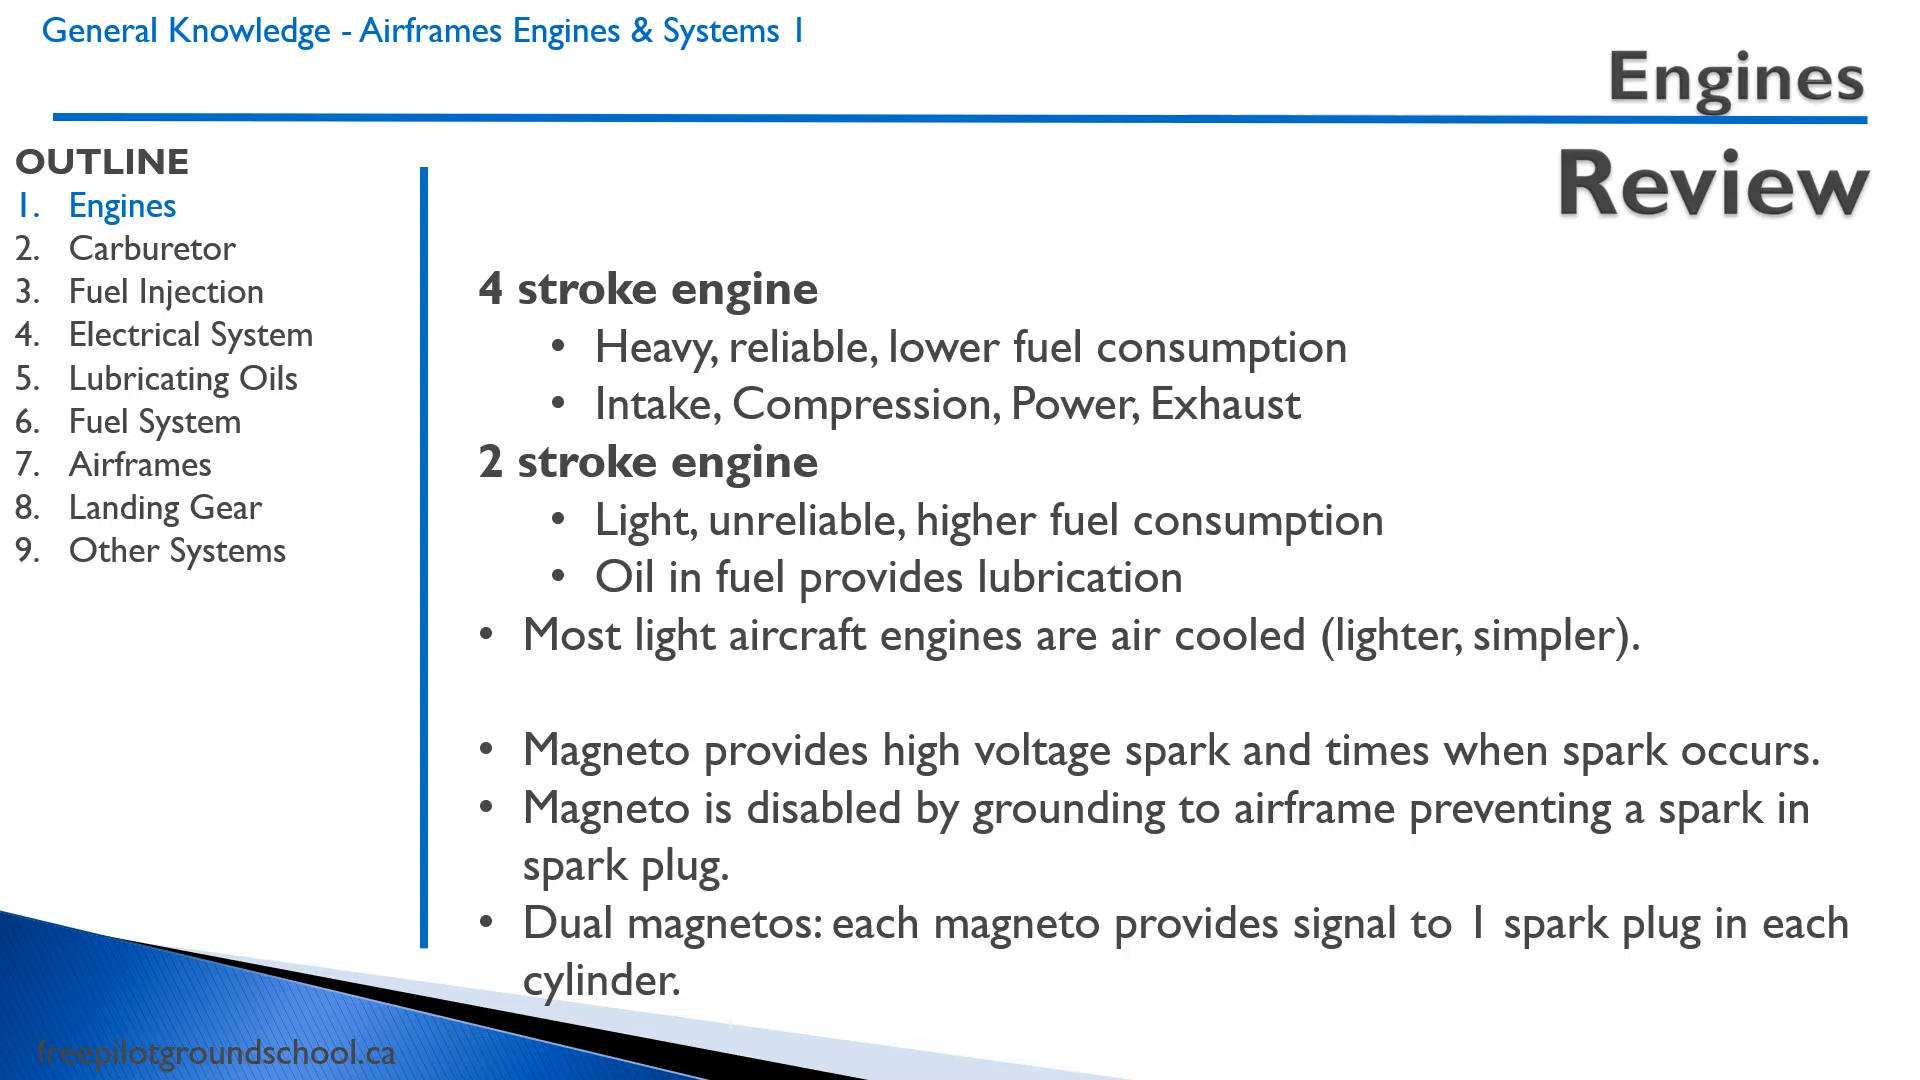 General Knowledge - Airframes Engines & Systems 1
Engines
Review
OUTLINE
1. Engines
2. Carburetor
3. Fuel Injection
4. Electrical System
5. Lubricating Oils
6. Fuel System
7. Airframes
8. Landing Gear
9. Other Systems
4 stroke engine
• Heavy, reliable, lower fuel consumption
• Intake, Compression, Power, Exhaust
2 stroke engine
• Light, unreliable, higher fuel consumption
• Oil in fuel provides lubrication
• Most light aircraft engines are air cooled (lighter, simpler).
• Magneto provides high voltage spark and times when spark occurs.
• Magneto is disabled by grounding to airframe preventing a spark in
spark plug.
• Dual magnetos: each magneto provides signal to 1 spark plug in each
cylinder.
freepilotgroundschool.ca